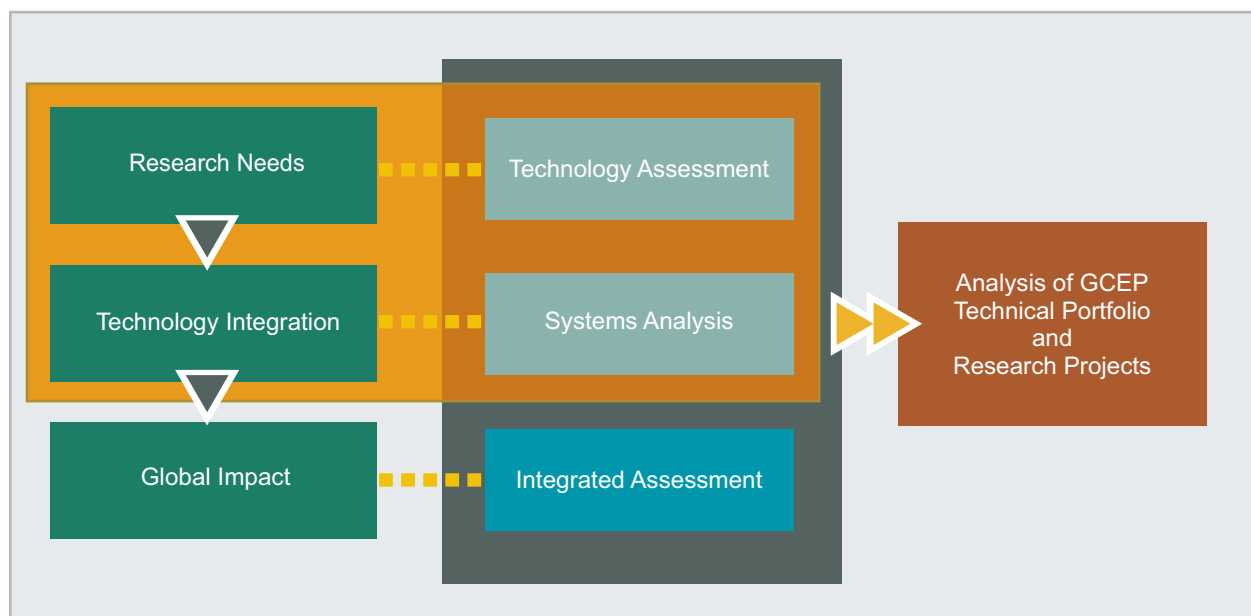 Research Needs
Technology Assessment
Technology Integration
Systems Analysis
Global Impact
Integrated Assessment
Analysis of GCEP
Technical Portfolio
and
Research Projects